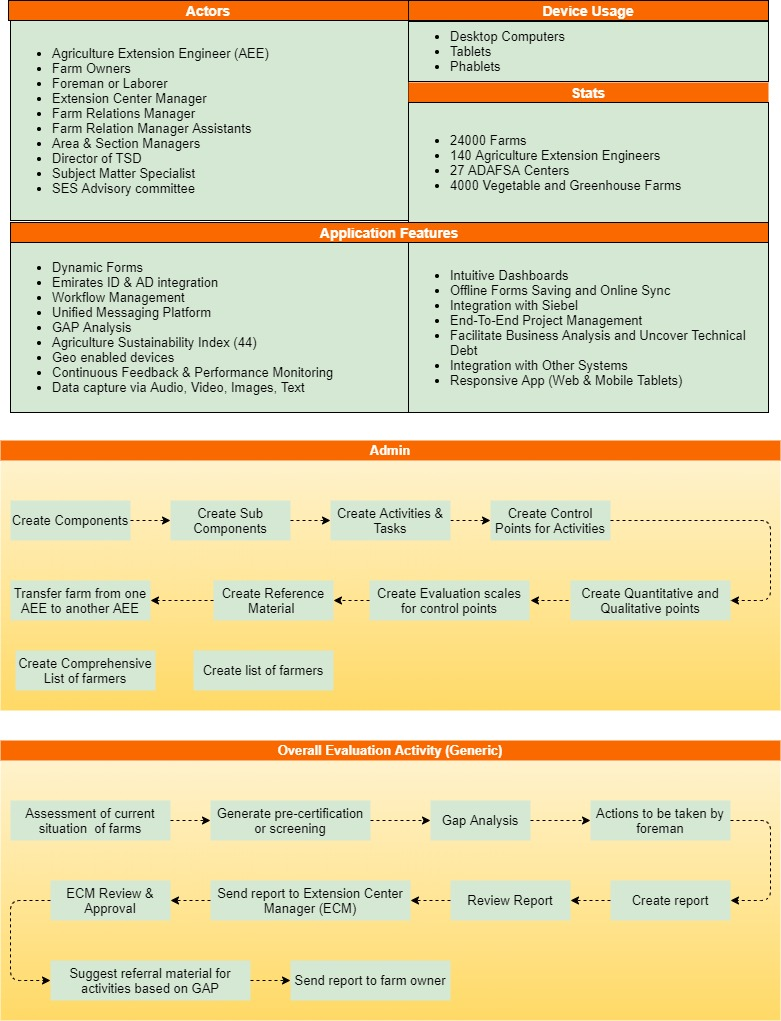 Actors
Agriculture Extension Engineer (AEE)
Farm Owners
Foreman or Laborer
Extension Center Manager
Farm Relations Manager
Farm Relation Manager Assistants
Area & Section Managers
Director of TSD
Subject Matter Specialist
SES Advisory committee
Device Usage
Desktop Computers
Tablets
Phablets
Stats
24000 Farms
140 Agriculture Extension Engineers
27 ADAFSA Centers
4000 Vegetable and Greenhouse Farms
Application Features
Dynamic Forms
Emirates ID & AD integration
Workflow Management
Unified Messaging Platform
GAP Analysis
Agriculture Sustainability Index (44)
Geo enabled devices
Continuous Feedback & Performance Monitoring
Data capture via Audio, Video, Images, Text
Intuitive Dashboards
Offline Forms Saving and Online Sync
Integration with Siebel
End-To-End Project Management
Facilitate Business Analysis and Uncover Technical
Debt
Integration with Other Systems
Responsive App (Web & Mobile Tablets)
Admin
Create Components
Create Sub
Components
Create Activities &
Tasks
Create Control
Points for Activities
Create Quantitative and
Qualitative points
Create Evaluation scales
for control points
Create Reference
Material
Transfer farm from one
AEE to another AEE
Create Comprehensive
List of farmers
Create list of farmers
Overall Evaluation Activity (Generic)
Assessment of current
situation of farms
Generate pre-certification
or screening
Gap Analysis
Actions to be taken by
foreman
Create report
Review Report
Send report to Extension Center
Manager (ECM)
ECM Review &
Approval
Suggest referral material for
activities based on GAP
Send report to farm owner